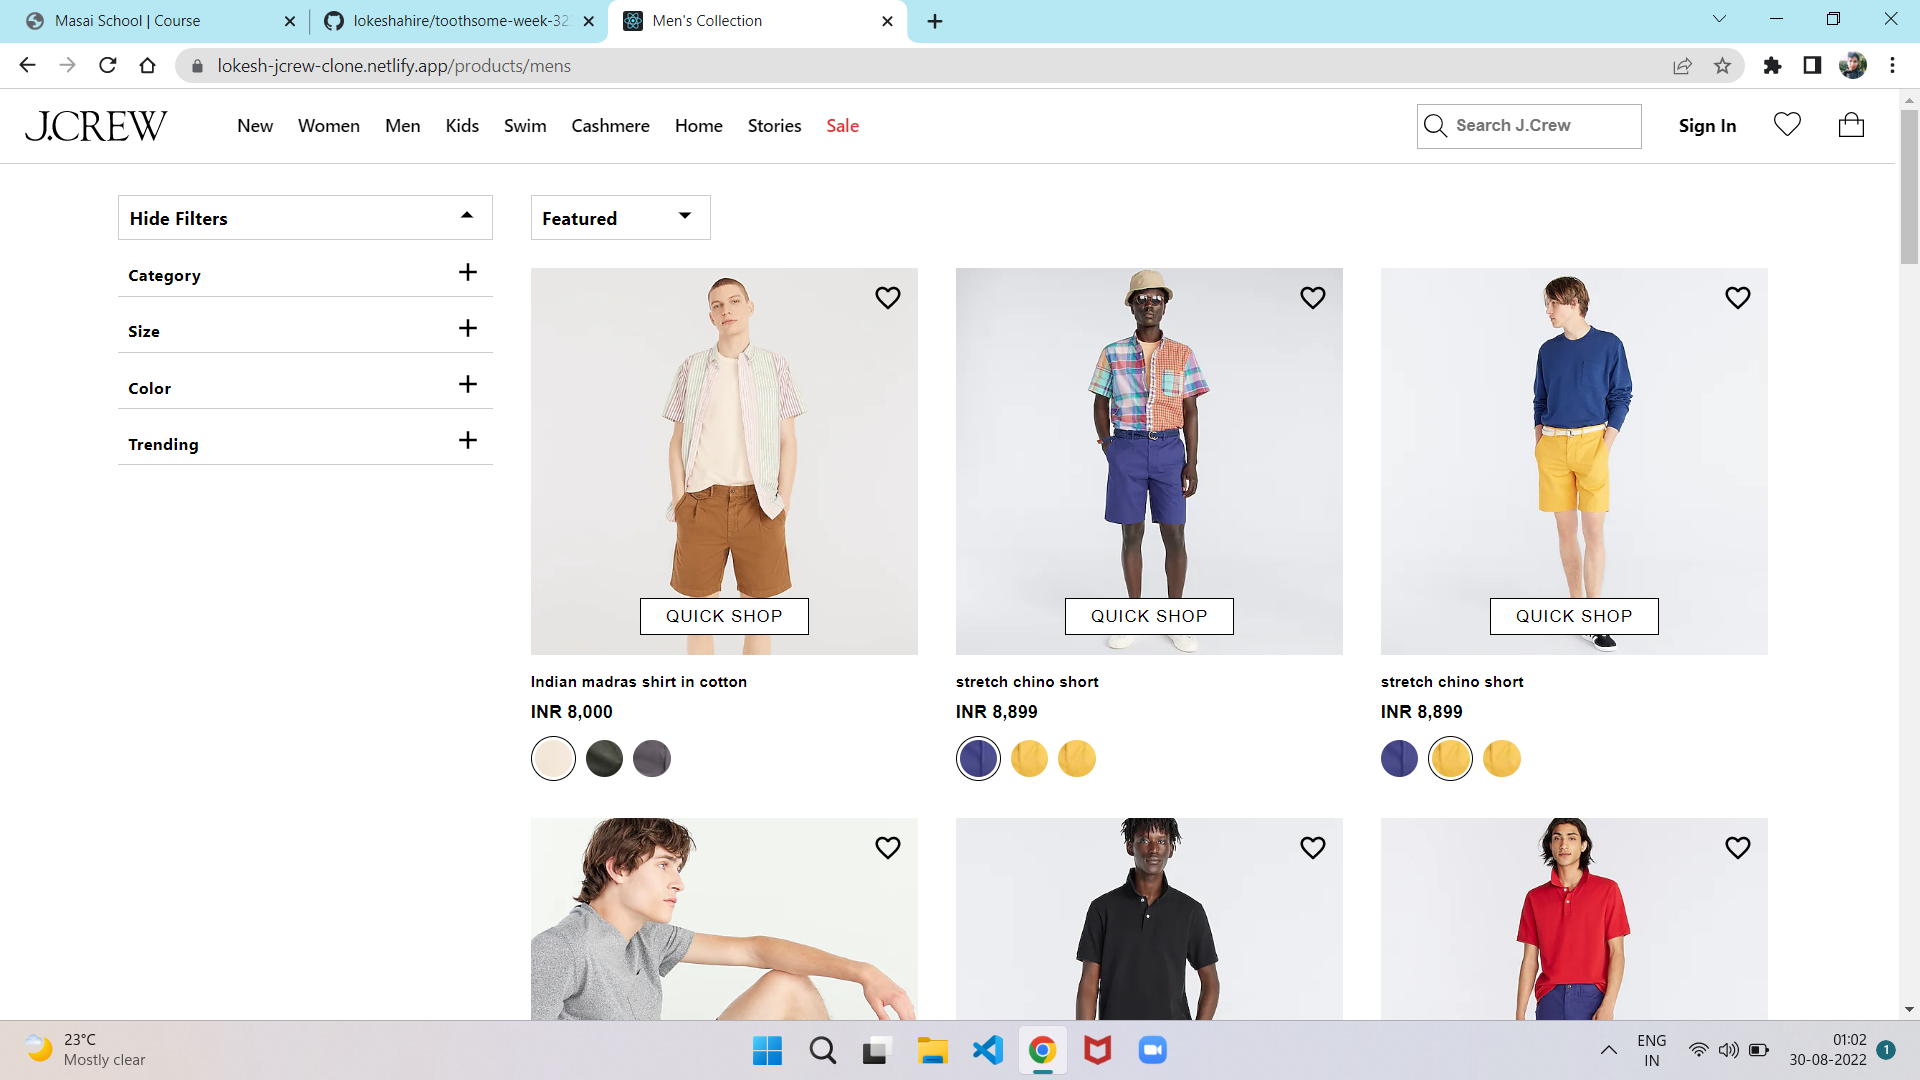 Masai School | Course
lokeshahire/toothsome-week-32
Men's Collection
lokesh-jcrew-clone.netlify.app/products/mens
J.CREW
New
Women
Men
Kids
Swim
Cashmere
Home
Stories
Sale
Search J.Crew
Sign In
Hide Filters
Featured
Category
Size
Color
Trending
QUICK SHOP
QUICK SHOP
QUICK SHOP
Indian madras shirt in cotton
INR 8,000
stretch chino short
INR 8,899
stretch chino short
INR 8,899
23°C
Mostly clear
ENG
IN
01:02
30-08-2022
1